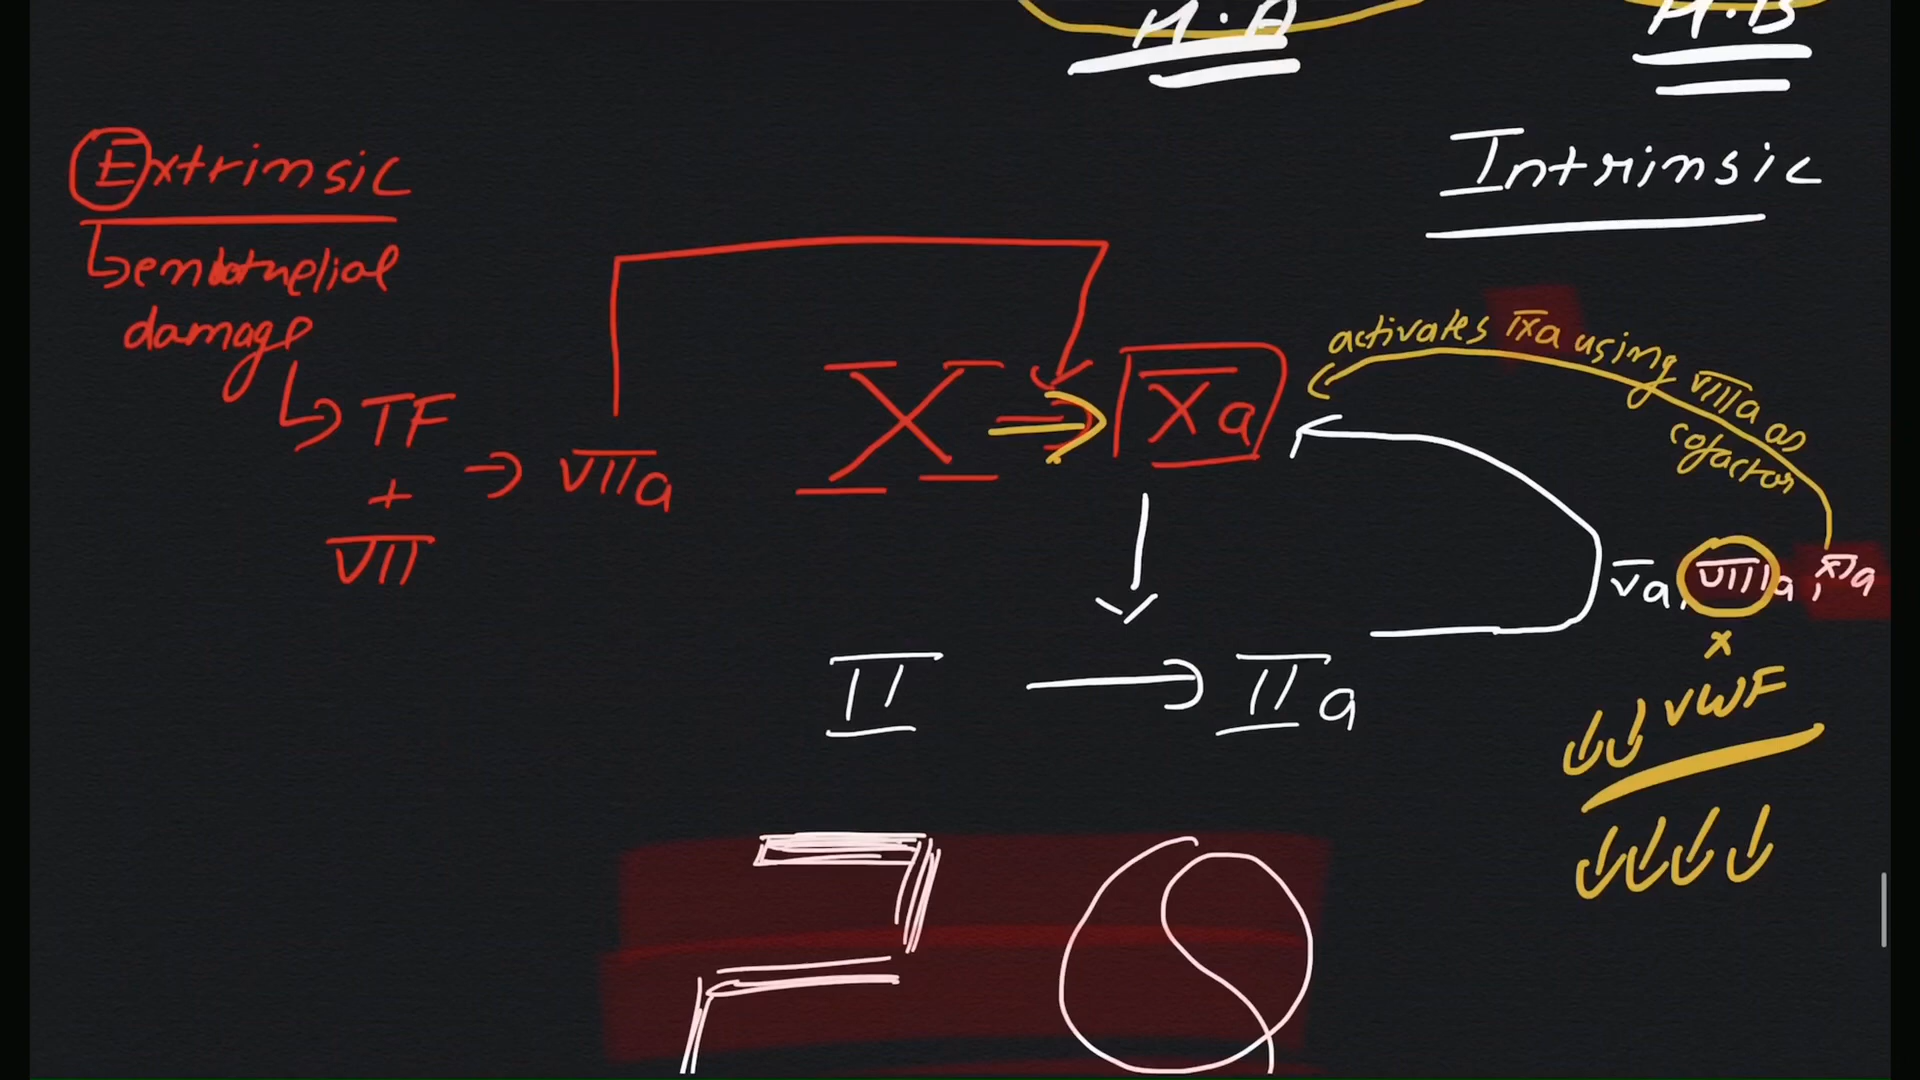 H.A
H.B
Extrinsic
Intrinsic
endothelial
damage
TF
+
VII
→ VIIa
X ⇒ Xa
activates IXa using VIIIa as
cofactor
Va, VIIIa, XIa
x
↓↓ vWF
↓↓↓↓
II → IIa